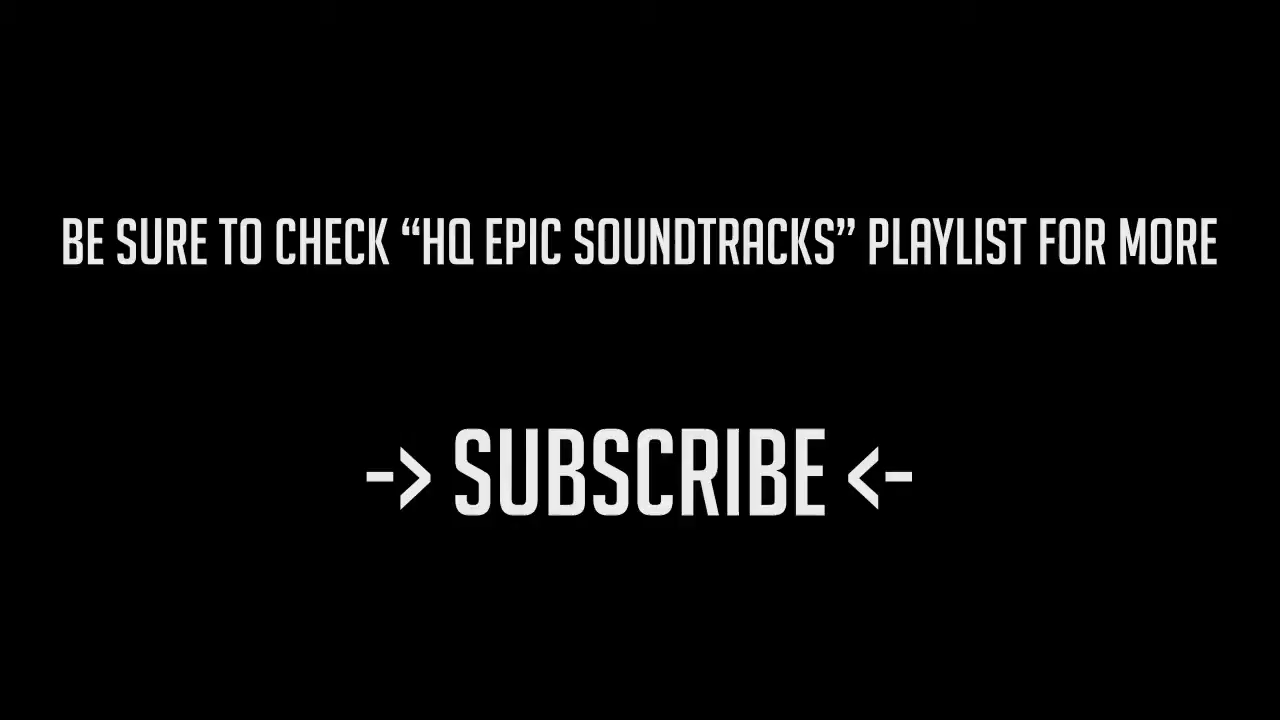 BE SURE TO CHECK “HQ EPIC SOUNDTRACKS” PLAYLIST FOR MORE
-> SUBSCRIBE <-